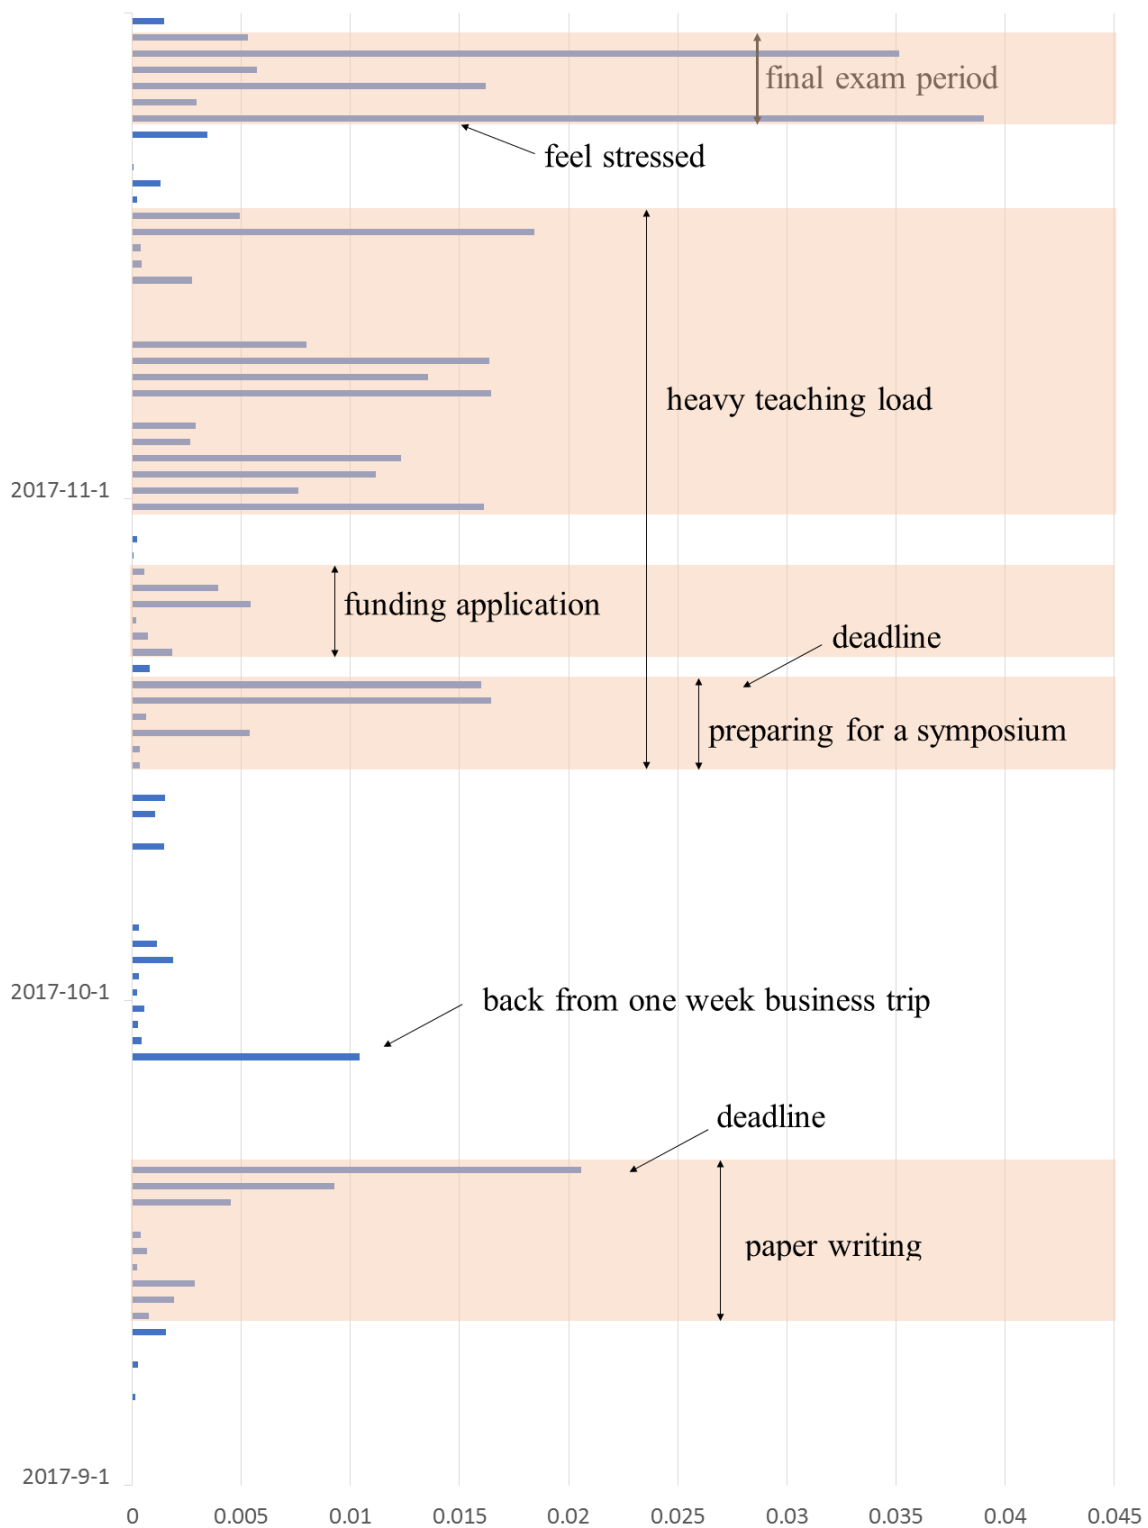 final exam period
feel stressed
heavy teaching load
2017-11-1
funding application
deadline
preparing for a symposium
2017-10-1
back from one week business trip
deadline
paper writing
2017-9-1
0 0.005 0.01 0.015 0.02 0.025 0.03 0.035 0.04 0.045